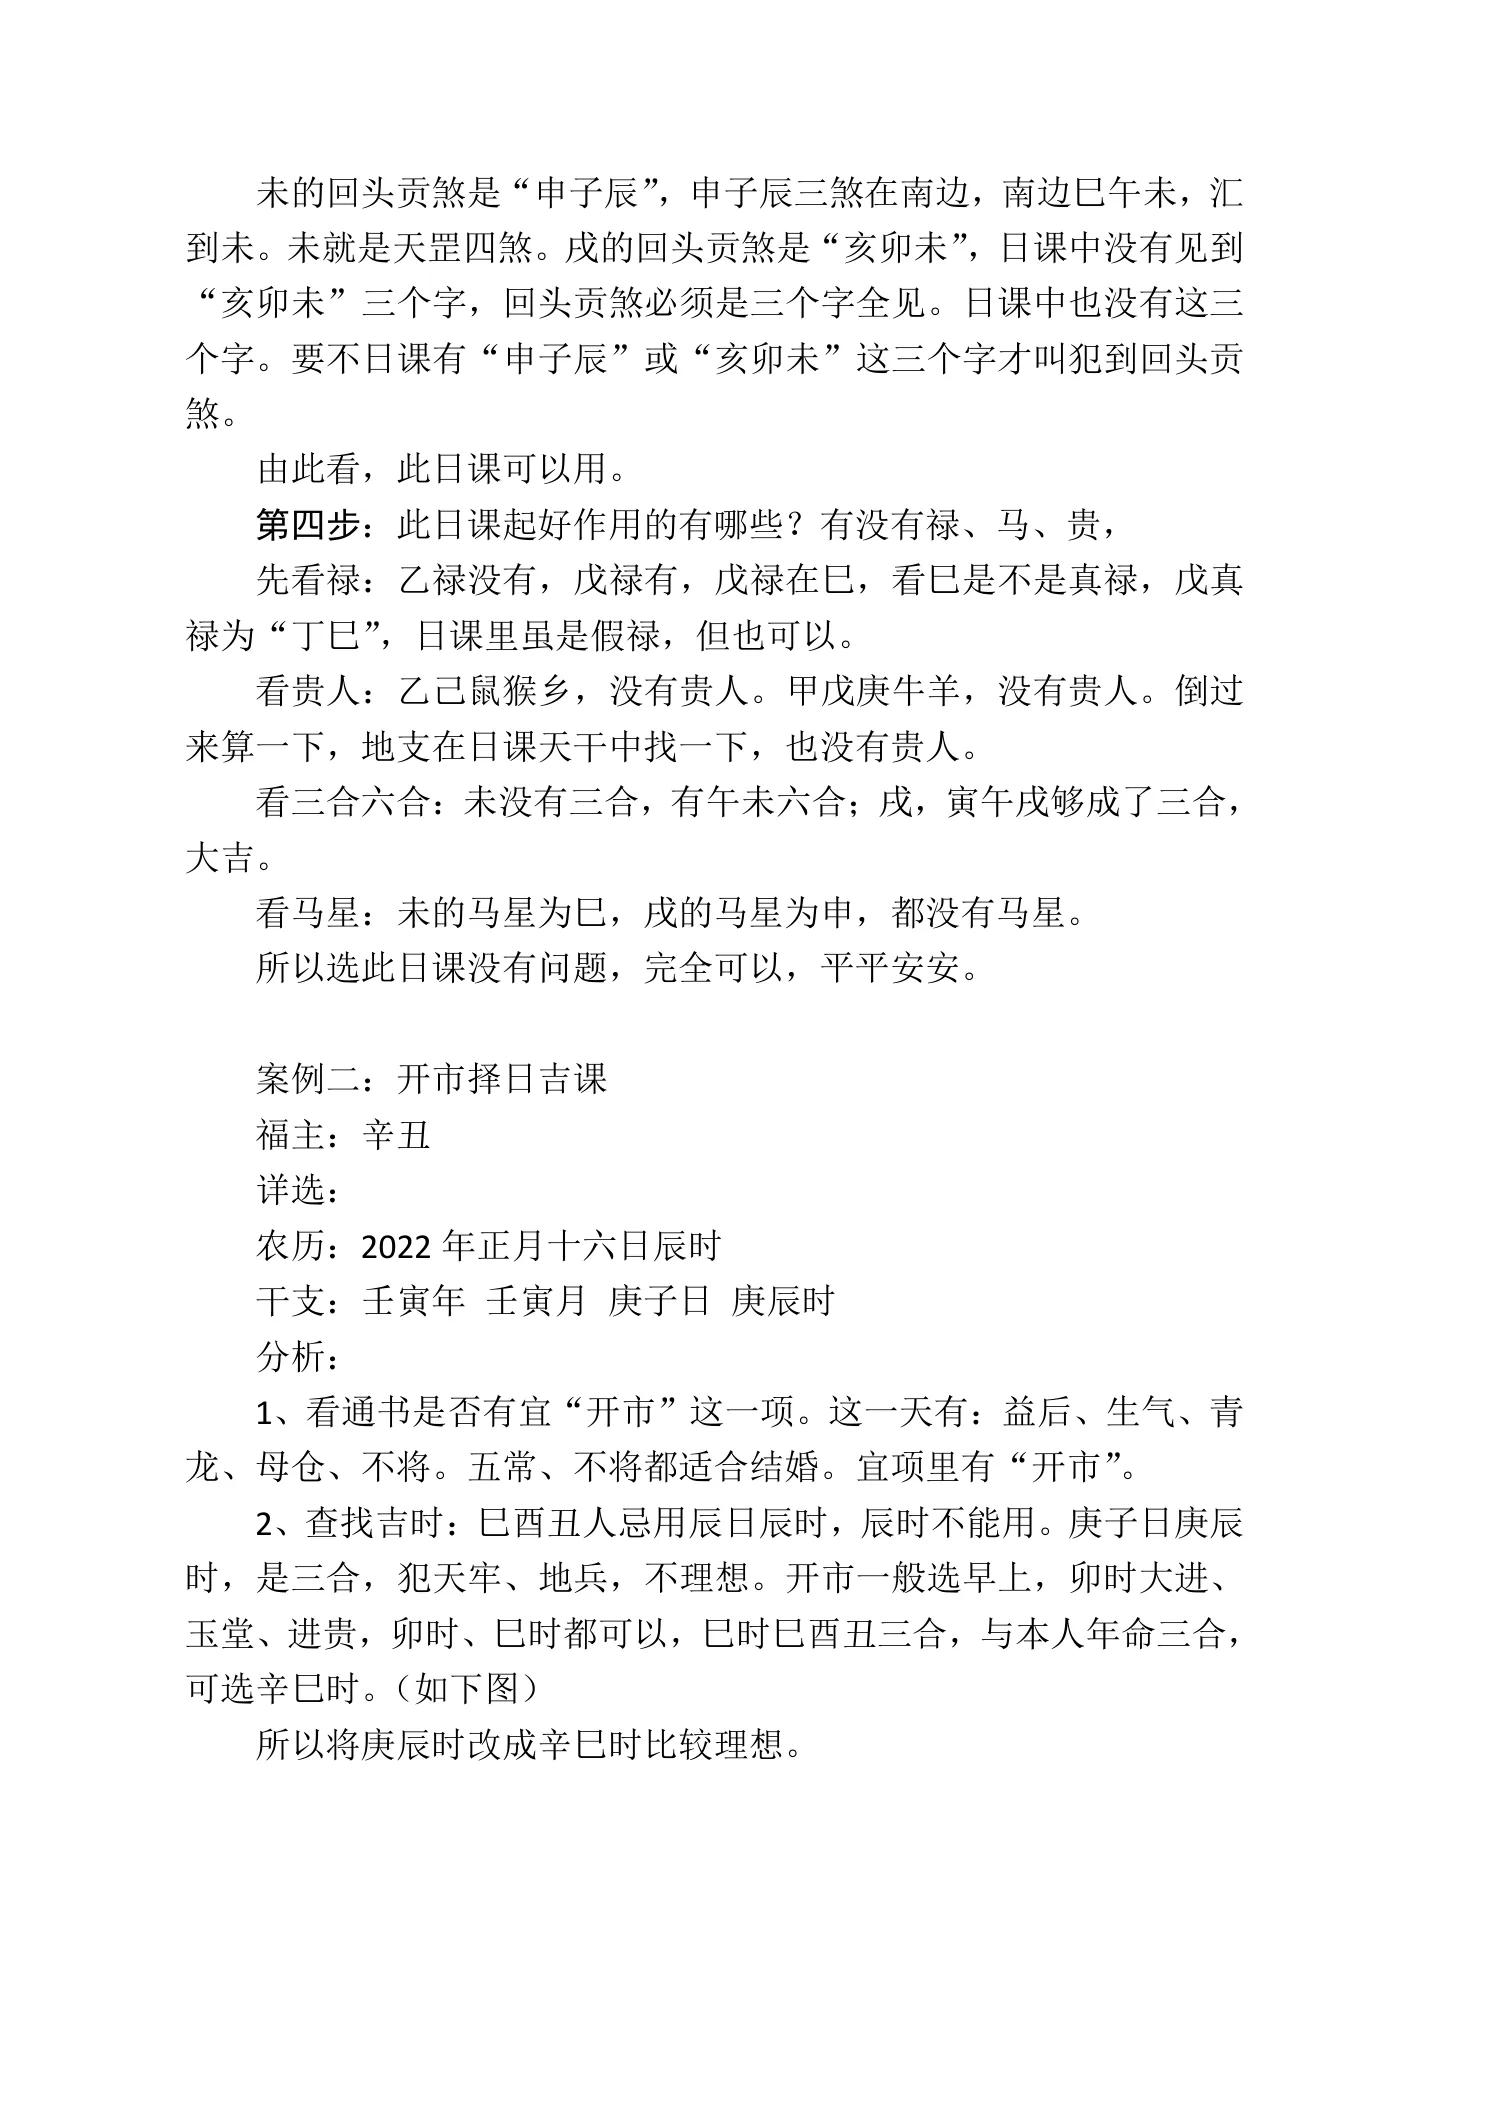 未的回头贡煞是“申子辰”，申子辰三煞在南边，南边巳午未，汇
到未。未就是天罡四煞。戌的回头贡煞是“亥卯未”，日课中没有见到
“亥卯未”三个字，回头贡煞必须是三个字全见。日课中也没有这三
个字。要不日课有“申子辰”或“亥卯未”这三个字才叫犯到回头贡
煞。
由此看，此日课可以用。
第四步：此日课起好作用的有哪些？有没有禄、马、贵，
先看禄：乙禄没有，戊禄有，戊禄在巳，看巳是不是真禄，戊真
禄为“丁巳”，日课里虽是假禄，但也可以。
看贵人：乙己鼠猴乡，没有贵人。甲戊庚牛羊，没有贵人。倒过
来算一下，地支在日课天干中找一下，也没有贵人。
看三合六合：未没有三合，有午未六合；戌，寅午戌够成了三合，
大吉。
看马星：未的马星为巳，戌的马星为申，都没有马星。
所以选此日课没有问题，完全可以，平平安安。
案例二：开市择日吉课
福主：辛丑
详选：
农历：2022 年正月十六日辰时
干支：壬寅年 壬寅月 庚子日 庚辰时
分析：
1、看通书是否有宜“开市”这一项。这一天有：益后、生气、青
龙、母仓、不将。五常、不将都适合结婚。宜项里有“开市”。
2、查找吉时：巳酉丑人忌用辰日辰时，辰时不能用。庚子日庚辰
时，是三合，犯天牢、地兵，不理想。开市一般选早上，卯时大进、
玉堂、进贵，卯时、巳时都可以，巳时巳酉丑三合，与本人年命三合，
可选辛巳时。（如下图）
所以将庚辰时改成辛巳时比较理想。